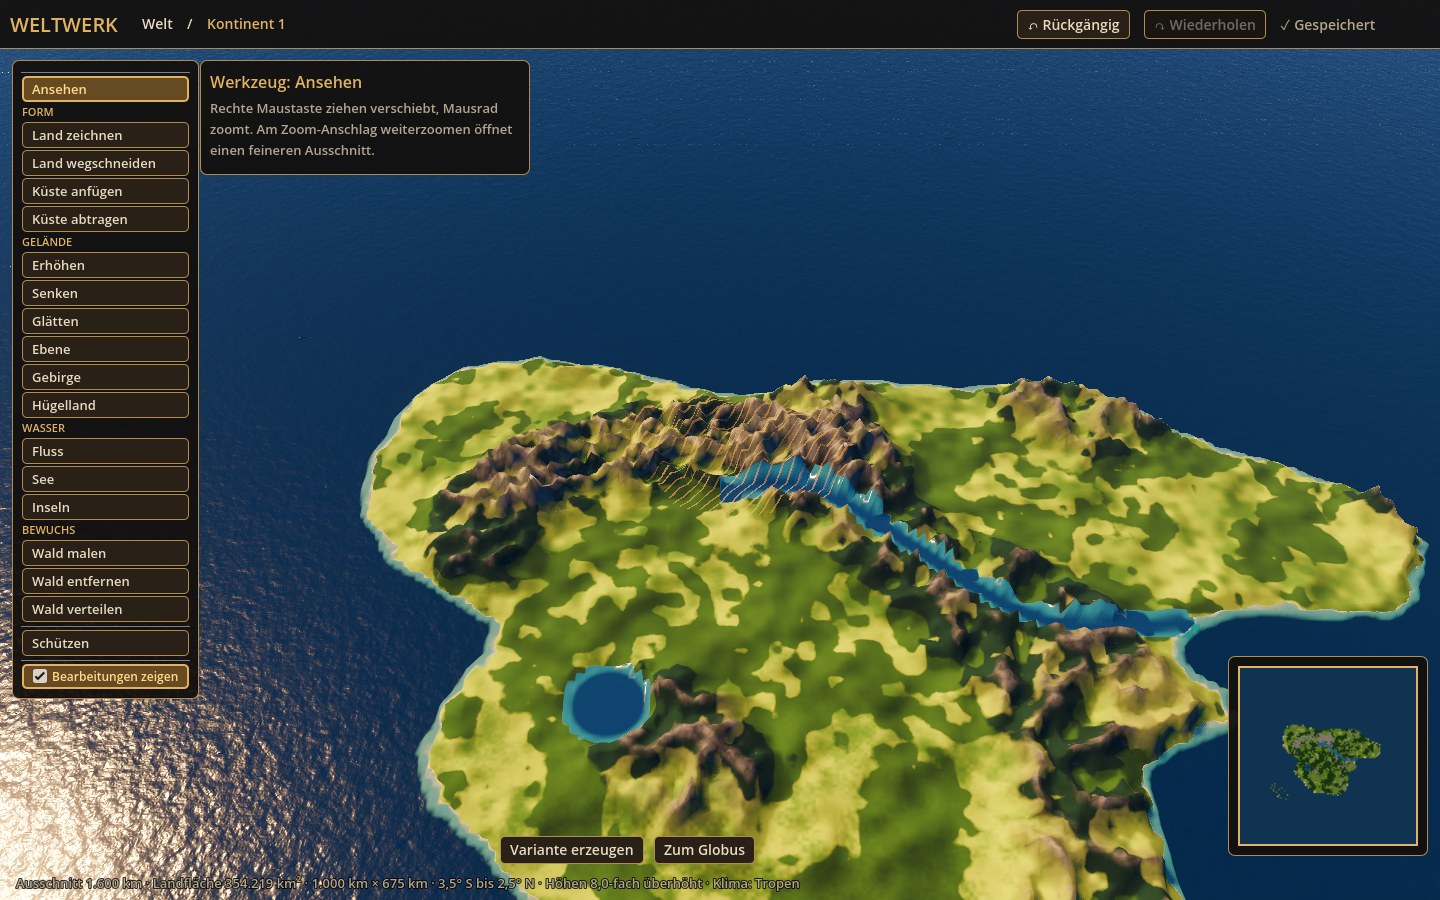 WELTWERK
Welt / Kontinent 1
Rückgängig
Wiederholen
✓ Gespeichert
Ansehen
FORM
Land zeichnen
Land wegschneiden
Küste anfügen
Küste abtragen
GELÄNDE
Erhöhen
Senken
Glätten
Ebene
Gebirge
Hügelland
WASSER
Fluss
See
Inseln
BEWUCHS
Wald malen
Wald entfernen
Wald verteilen
Schützen
Bearbeitungen zeigen
Werkzeug: Ansehen
Rechte Maustaste ziehen verschiebt, Mausrad
zoomt. Am Zoom-Anschlag weiterzoomen öffnet
einen feineren Ausschnitt.
Variante erzeugen
Zum Globus
Ausschnitt 1.600 km · Landfläche 354.219 km² · 1.000 km × 675 km · 3,5° S bis 2,5° N · Höhen 8,0-fach überhöht · Klima: Tropen